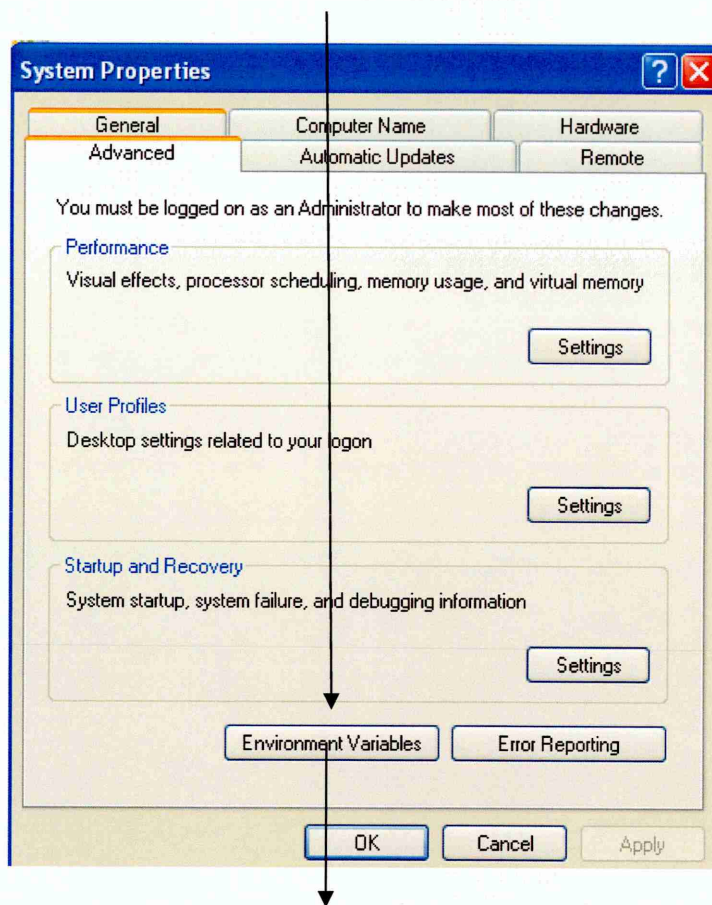 System Properties
General Computer Name Hardware
Advanced Automatic Updates Remote
You must be logged on as an Administrator to make most of these changes.
Performance
Visual effects, processor scheduling, memory usage, and virtual memory
Settings
User Profiles
Desktop settings related to your logon
Settings
Startup and Recovery
System startup, system failure, and debugging information
Settings
Environment Variables Error Reporting
OK Cancel Apply